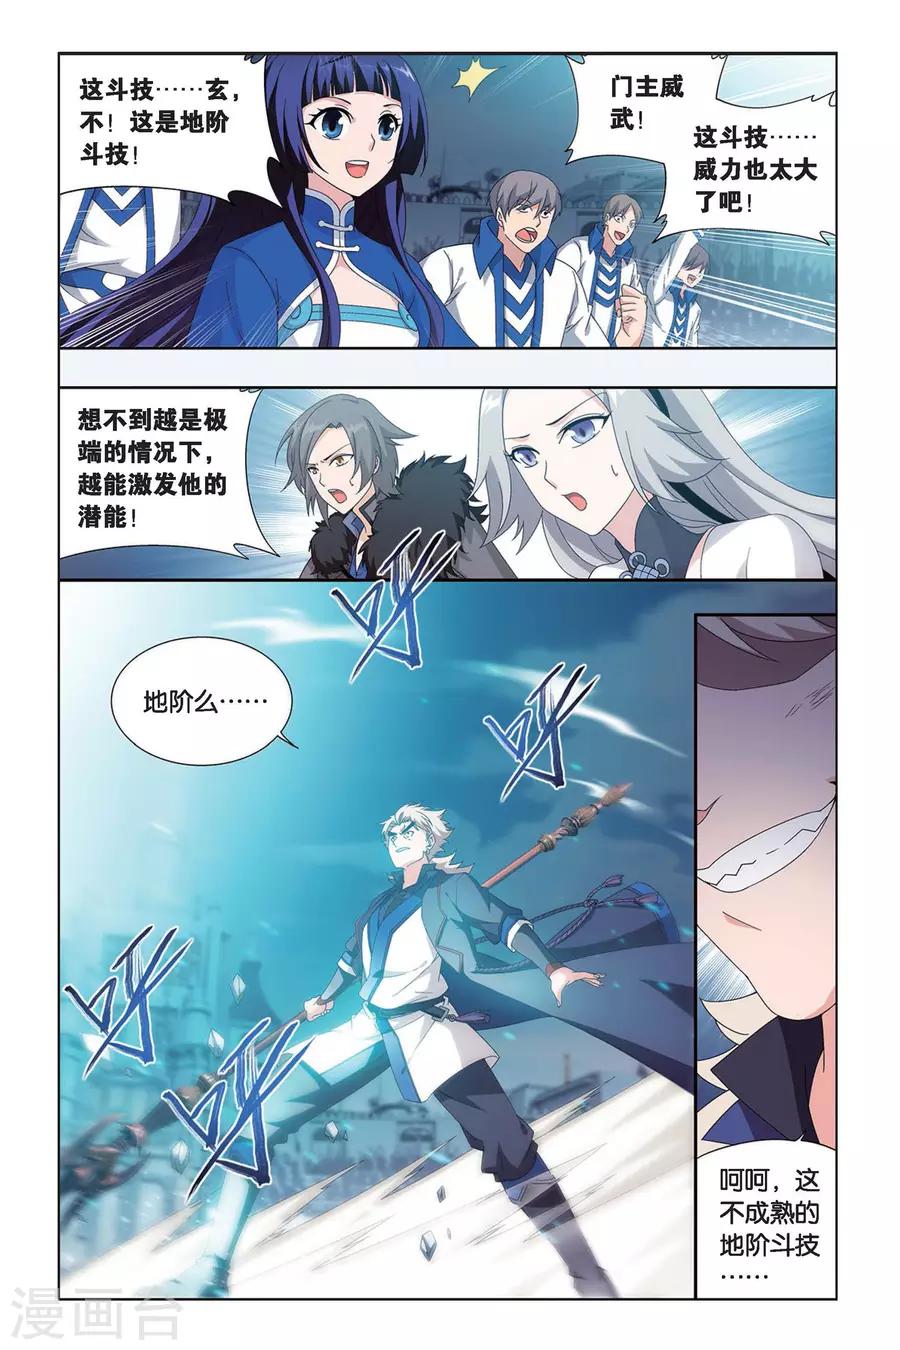 这斗技……玄，
不！这是地阶
斗技！
门主威
武！
这斗技……
威力也太大
了吧！
想不到越是极
端的情况下，
越能激发他的
潜能！
地阶么……
呼
呼
呼
呼
呵呵，这
不成熟的
地阶斗技
……
漫画台